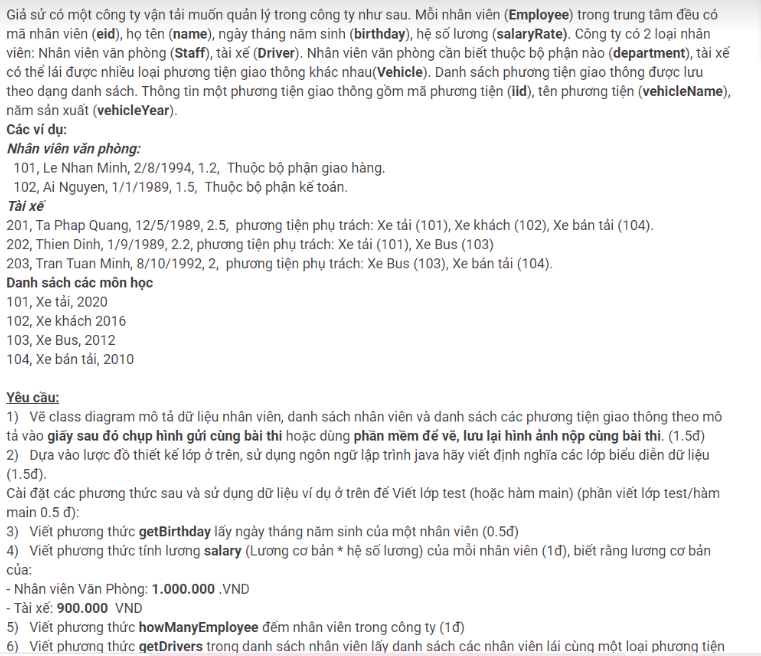 Giả sử có một công ty vận tải muốn quản lý trong công ty như sau. Mỗi nhân viên (Employee) trong trung tâm đều có
mã nhân viên (eid), họ tên (name), ngày tháng năm sinh (birthday), hệ số lương (salaryRate). Công ty có 2 loại nhân
viên: Nhân viên văn phòng (Staff), tài xế (Driver). Nhân viên văn phòng cần biết thuộc bộ phận nào (department), tài xế
có thể lái được nhiều loại phương tiện giao thông khác nhau(Vehicle). Danh sách phương tiện giao thông được lưu
theo dạng danh sách. Thông tin một phương tiện giao thông gồm mã phương tiện (iid), tên phương tiện (vehicleName),
năm sản xuất (vehicleYear).
Các ví dụ:
Nhân viên văn phòng:
101, Le Nhan Minh, 2/8/1994, 1.2, Thuộc bộ phận giao hàng.
102, Ai Nguyen, 1/1/1989, 1.5, Thuộc bộ phận kế toán.
Tài xế
201, Ta Phap Quang, 12/5/1989, 2.5, phương tiện phụ trách: Xe tải (101), Xe khách (102), Xe bán tải (104).
202, Thien Dinh, 1/9/1989, 2.2, phương tiện phụ trách: Xe tải (101), Xe Bus (103)
203, Tran Tuan Minh, 8/10/1992, 2, phương tiện phụ trách: Xe Bus (103), Xe bán tải (104).
Danh sách các môn học
101, Xe tải, 2020
102, Xe khách 2016
103, Xe Bus, 2012
104, Xe bán tải, 2010
Yêu cầu:
1) Vẽ class diagram mô tả dữ liệu nhân viên, danh sách nhân viên và danh sách các phương tiện giao thông theo mô
tả vào giấy sau đó chụp hình gửi cùng bài thi hoặc dùng phần mềm để vẽ, lưu lại hình ảnh nộp cùng bài thi. (1.5đ)
2) Dựa vào lược đồ thiết kế lớp ở trên, sử dụng ngôn ngữ lập trình java hãy viết định nghĩa các lớp biểu diễn dữ liệu
(1.5đ).
Cài đặt các phương thức sau và sử dụng dữ liệu ví dụ ở trên để Viết lớp test (hoặc hàm main) (phần viết lớp test/hàm
main 0.5 đ):
3) Viết phương thức getBirthday lấy ngày tháng năm sinh của một nhân viên (0.5đ)
4) Viết phương thức tính lương salary (Lương cơ bản * hệ số lương) của mỗi nhân viên (1đ), biết rằng lương cơ bản
của:
- Nhân viên Văn Phòng: 1.000.000 .VND
- Tài xế: 900.000 VND
5) Viết phương thức howManyEmployee đếm nhân viên trong công ty (1đ)
6) Viết phương thức getDrivers trong danh sách nhân viên lấy danh sách các nhân viên lái cùng một loại phương tiện